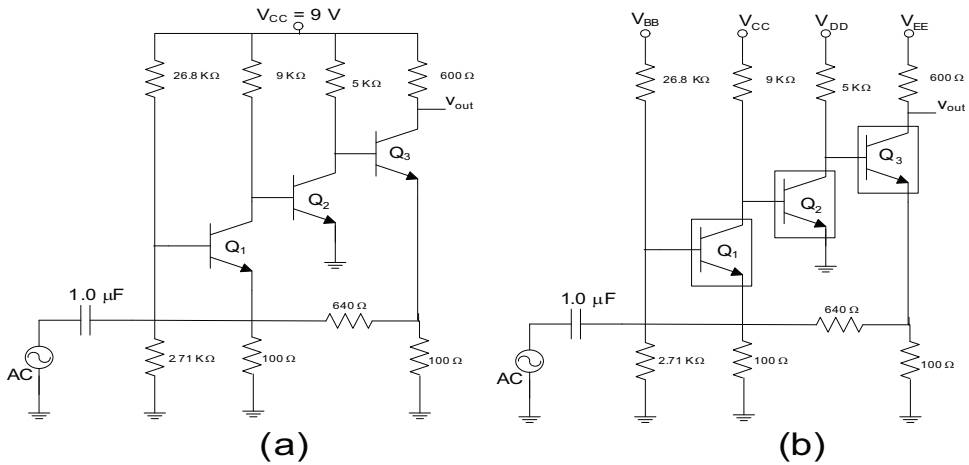 V_CC = 9 V
26.8 KΩ
9 KΩ
5 KΩ
600 Ω
v_out
Q_3
Q_2
Q_1
1.0 μF
640 Ω
AC
2.71 KΩ
100 Ω
100 Ω
(a)
V_BB
V_CC
V_DD
V_EE
26.8 KΩ
9 KΩ
5 KΩ
600 Ω
v_out
Q_3
Q_2
Q_1
1.0 μF
640 Ω
AC
2.71 KΩ
100 Ω
100 Ω
(b)